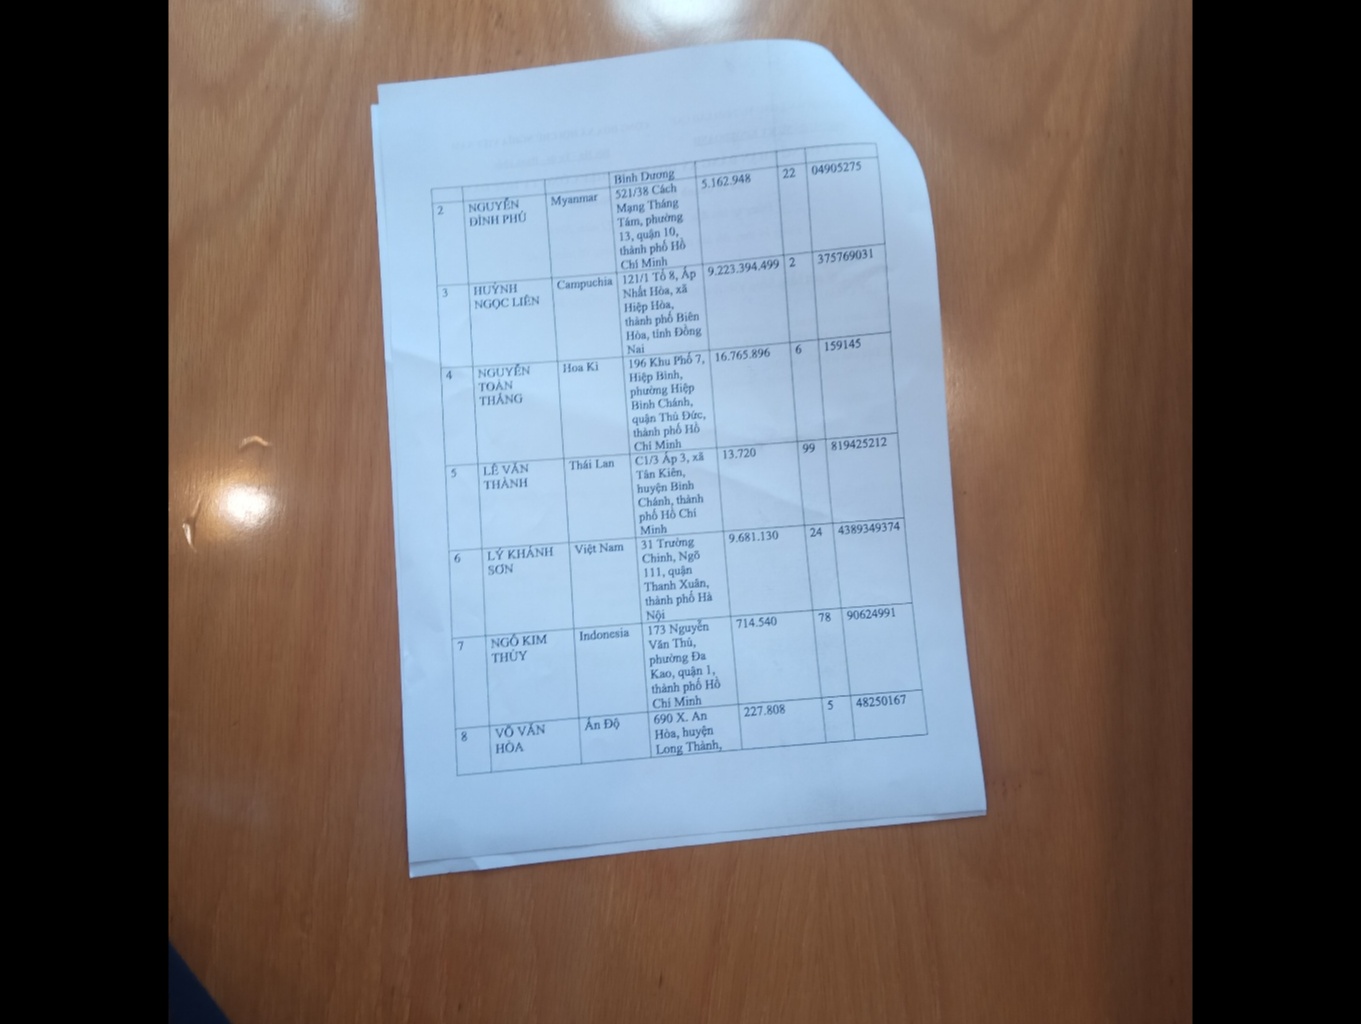 Bình Dương
2 NGUYỄN Myanmar 521/38 Cách 5.162.948 22 04905275
ĐÌNH PHÚ Mạng Tháng
Tám, phường
13, quận 10,
thành phố Hồ
Chí Minh
3 HUỲNH Campuchia 121/1 Tổ 8, Ấp 9.223.394.499 2 375769031
NGỌC LIÊN Nhất Hòa, xã
Hiệp Hòa,
thành phố Biên
Hòa, tỉnh Đồng
Nai
4 NGUYỄN Hoa Kì 196 Khu Phố 7, 16.765.896 6 159145
TOÀN Hiệp Bình,
THẮNG phường Hiệp
Bình Chánh,
quận Thủ Đức,
thành phố Hồ
Chí Minh
5 LÊ VĂN Thái Lan C1/3 Ấp 3, xã 13.720 99 819425212
THÀNH Tân Kiên,
huyện Bình
Chánh, thành
phố Hồ Chí
Minh
6 LÝ KHÁNH Việt Nam 31 Trường 9.681.130 24 4389349374
SƠN Chinh, Ngõ
111, quận
Thanh Xuân,
thành phố Hà
Nội
7 NGÔ KIM Indonesia 173 Nguyễn 714.540 78 90624991
THÙY Văn Thủ,
phường Đa
Kao, quận 1,
thành phố Hồ
Chí Minh
8 VÕ VĂN Ấn Độ 690 X. An 227.808 5 48250167
HÒA Hòa, huyện
Long Thành,